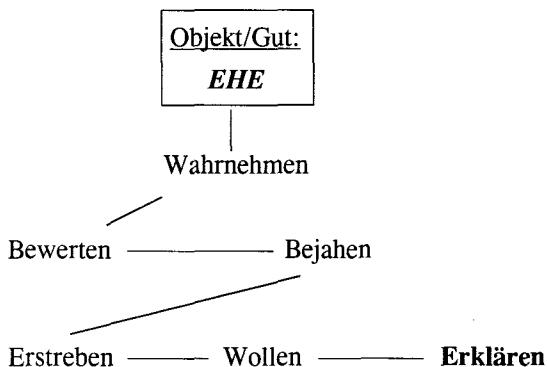 Objekt/Gut:
EHE
Wahrnehmen
Bewerten Bejahen
Erstreben Wollen Erklären